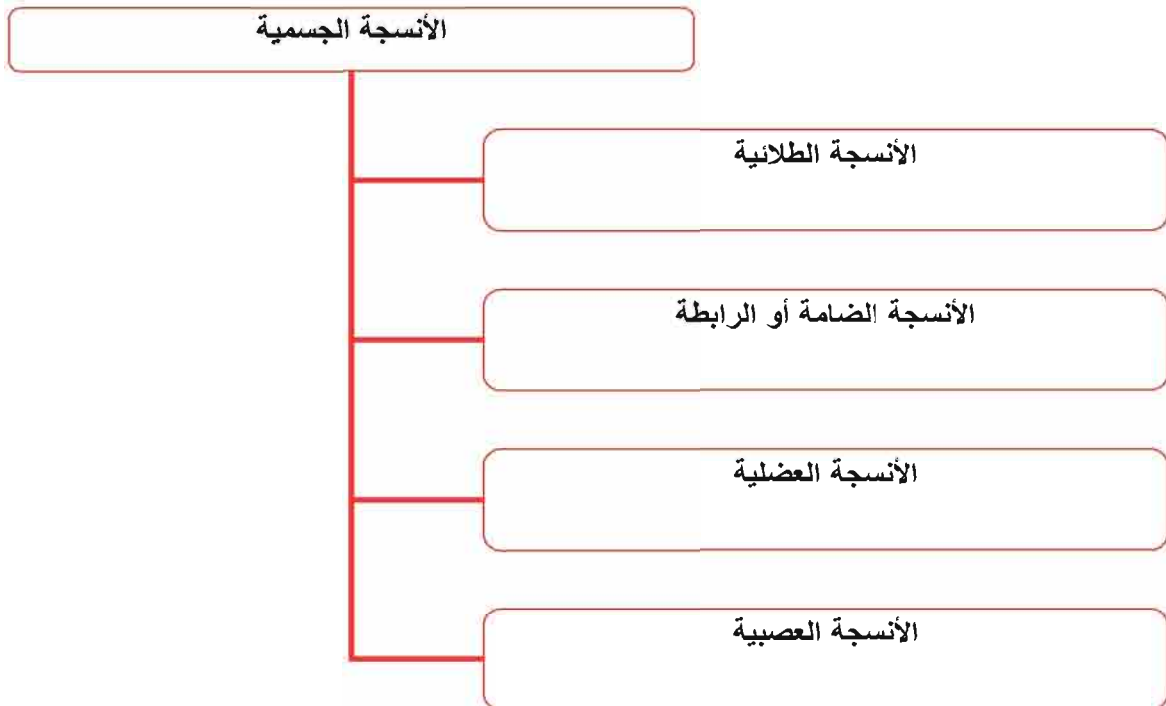 الأنسجة الجسمية
الأنسجة الطلائية
الأنسجة الضامة أو الرابطة
الأنسجة العضلية
الأنسجة العصبية